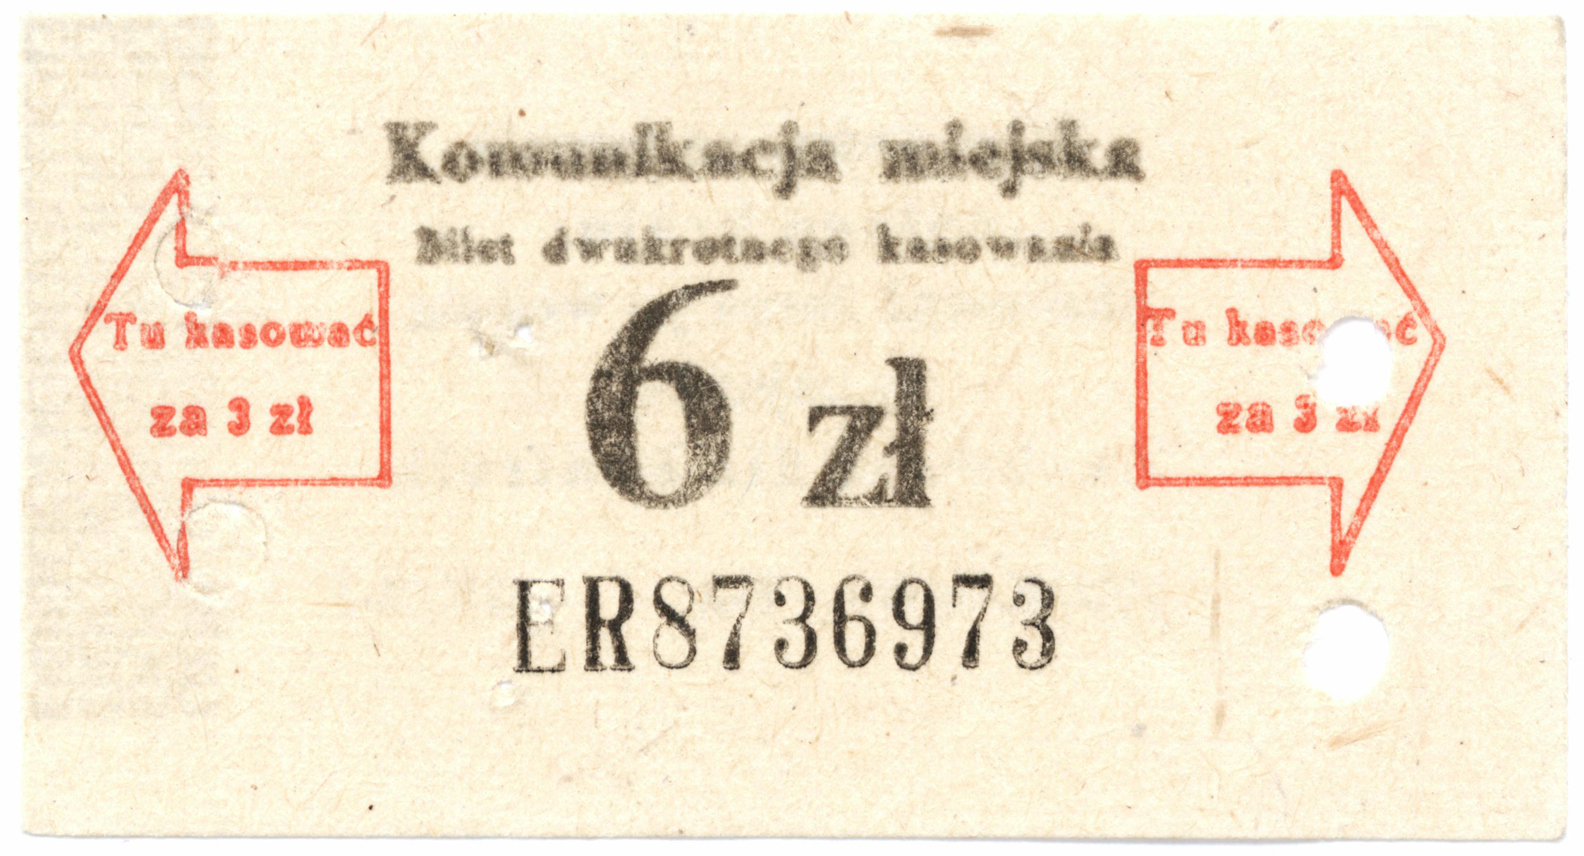 Komunikacja miejska
Bilet dwukrotnego kasowania
Tu kasować
za 3 zł
6 zł
Tu kasować
za 3 zł
ER8736973